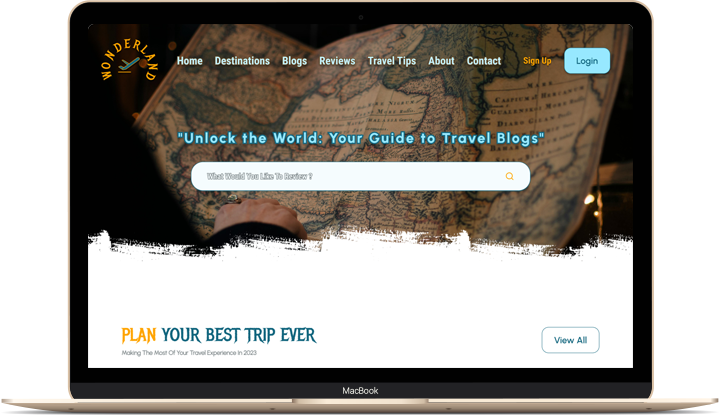 WONDERLAND
Home Destinations Blogs Reviews Travel Tips About Contact Sign Up Login
"Unlock the World: Your Guide to Travel Blogs"
What Would You Like To Review ?
PLAN YOUR BEST TRIP EVER
Making The Most Of Your Travel Experience In 2023
View All
MacBook